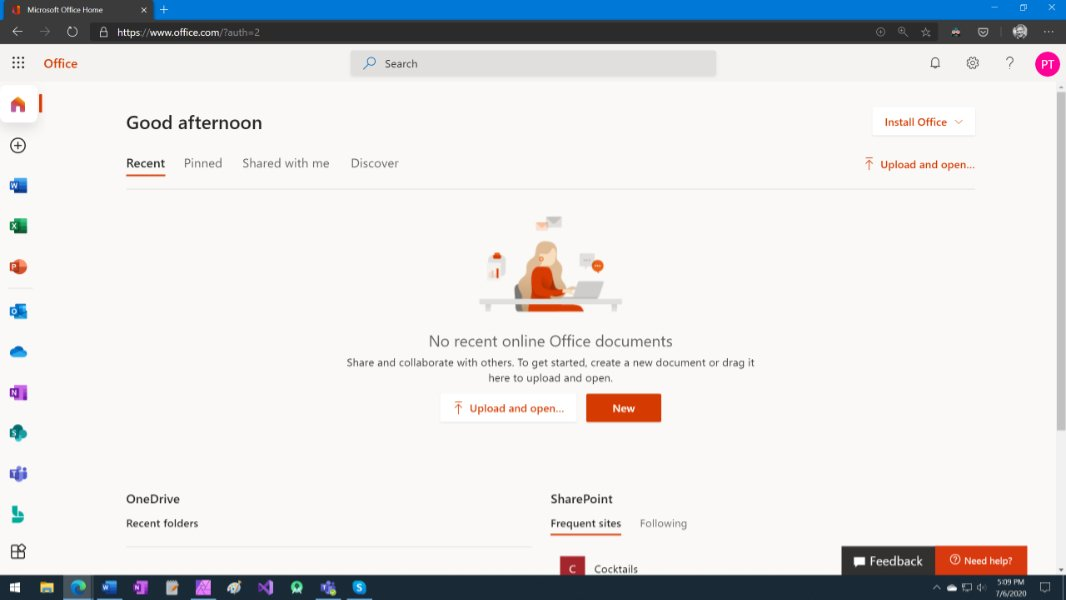 Microsoft Office Home
https://www.office.com/?auth=2
Office
Search
PT
Good afternoon
Install Office
Recent Pinned Shared with me Discover
Upload and open...
No recent online Office documents
Share and collaborate with others. To get started, create a new document or drag it
here to upload and open.
Upload and open...
New
OneDrive
Recent folders
SharePoint
Frequent sites Following
C Cocktails
Feedback
Need help?
5:09 PM
7/6/2020